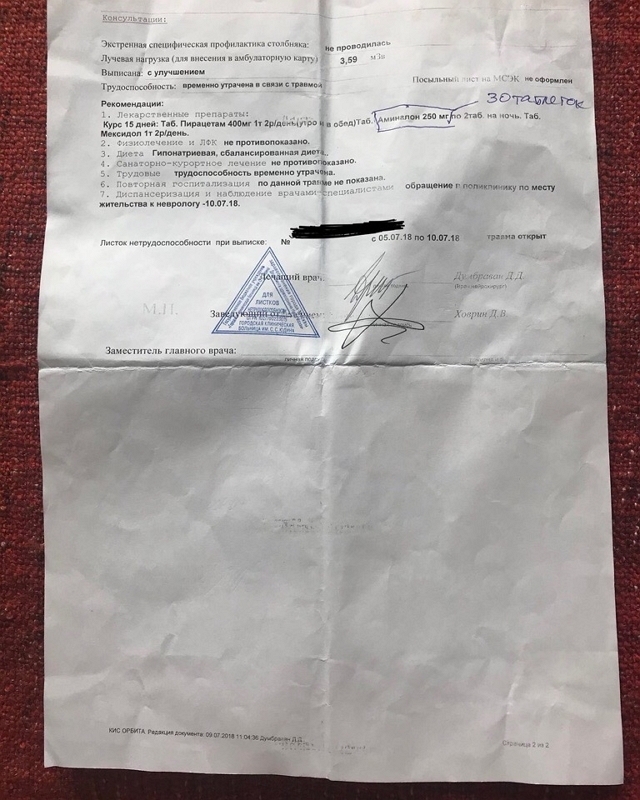 Консультации:
Экстренная специфическая профилактика столбняка: не проводилась
Лучевая нагрузка (для внесения в амбулаторную карту) 3,59 мЗв
Выписана: с улучшением Посыльный лист на МСЭК не оформлен
Трудоспособность: временно утрачена в связи с травмой
30 таблеток
Рекомендации:
1. Лекарственные препараты:
Курс 15 дней: Таб. Пирацетам 400мг 1т 2р/день(утро и в обед)Таб. Аминалон 250 мг по 2таб. на ночь. Таб.
Мексидол 1т 2р/день.
2. Физиолечение и ЛФК не противопоказано.
3. Диета Гипонатриевая, сбалансированная диета.
4. Санаторно-курортное лечение не противопоказано.
5. Трудовые трудоспособность временно утрачена.
6. Повторная госпитализация по данной травме не показана.
7. Диспансеризация и наблюдение врачами-специалистами обращение в поликлинику по месту
жительства к неврологу -10.07.18.
Листок нетрудоспособности при выписке: № с 05.07.18 по 10.07.18 травма открыт
Лечащий врач: Думбравян Д.Д.
ДЛЯ
ЛИСТКОВ
ГОРОДСКАЯ КЛИНИЧЕСКАЯ
БОЛЬНИЦА ИМ. С.С.ЮДИНА
М.П. Заведующий Ховрин Д.В.
Заместитель главного врача:
КИС ОРБИТА. Редакция документа: 09.07.2018 11:04:36 Думбравян Д.Д.
Страница 2 из 2